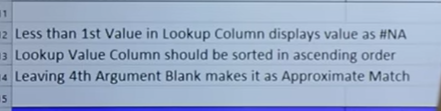 1
2 Less than 1st Value in Lookup Column displays value as #NA
3 Lookup Value Column should be sorted in ascending order
4 Leaving 4th Argument Blank makes it as Approximate Match
5